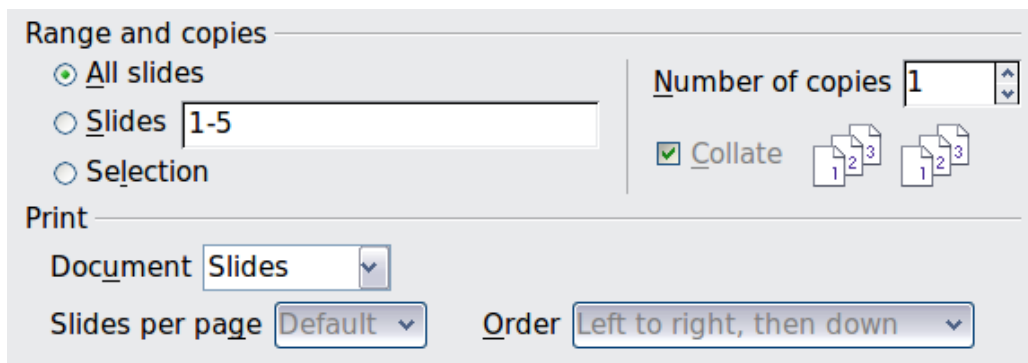 Range and copies
All slides
Slides 1-5
Selection
Number of copies 1
Collate 1 2 3 1 2 3
Print
Document Slides
Slides per page Default Order Left to right, then down